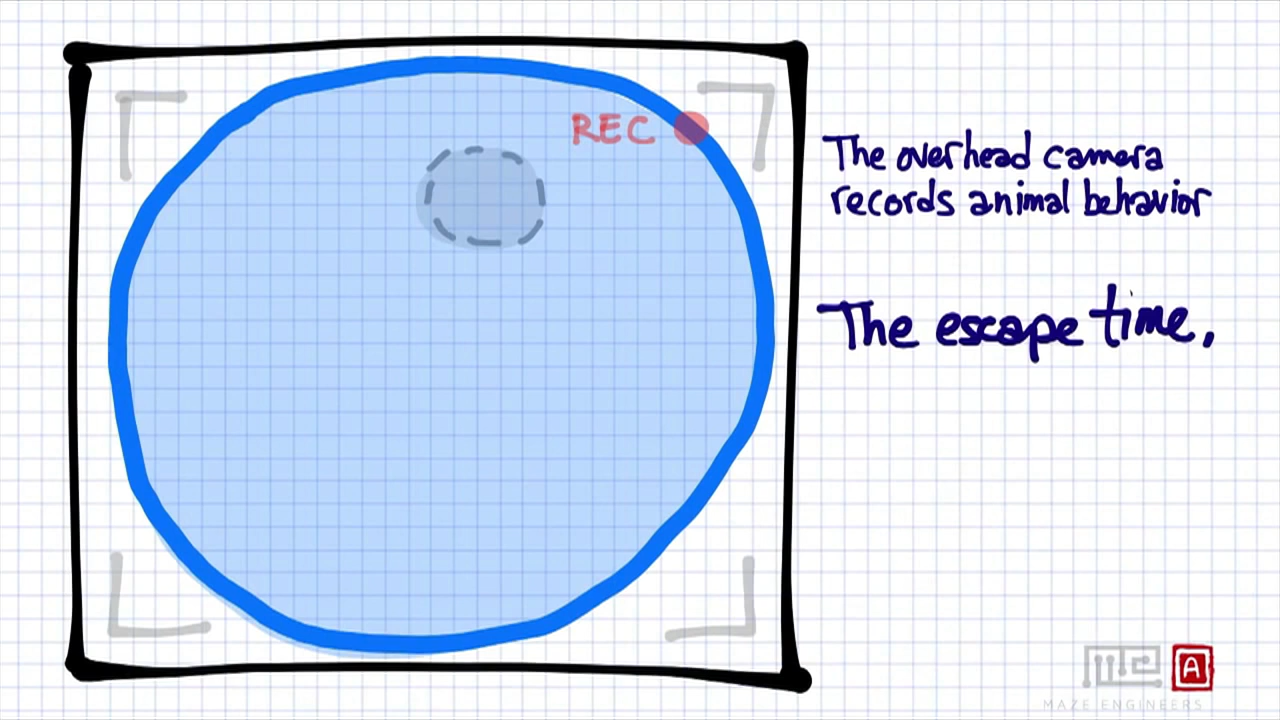 REC
The overhead camera
records animal behavior
The escape time.
A
MAZE ENGINEERS